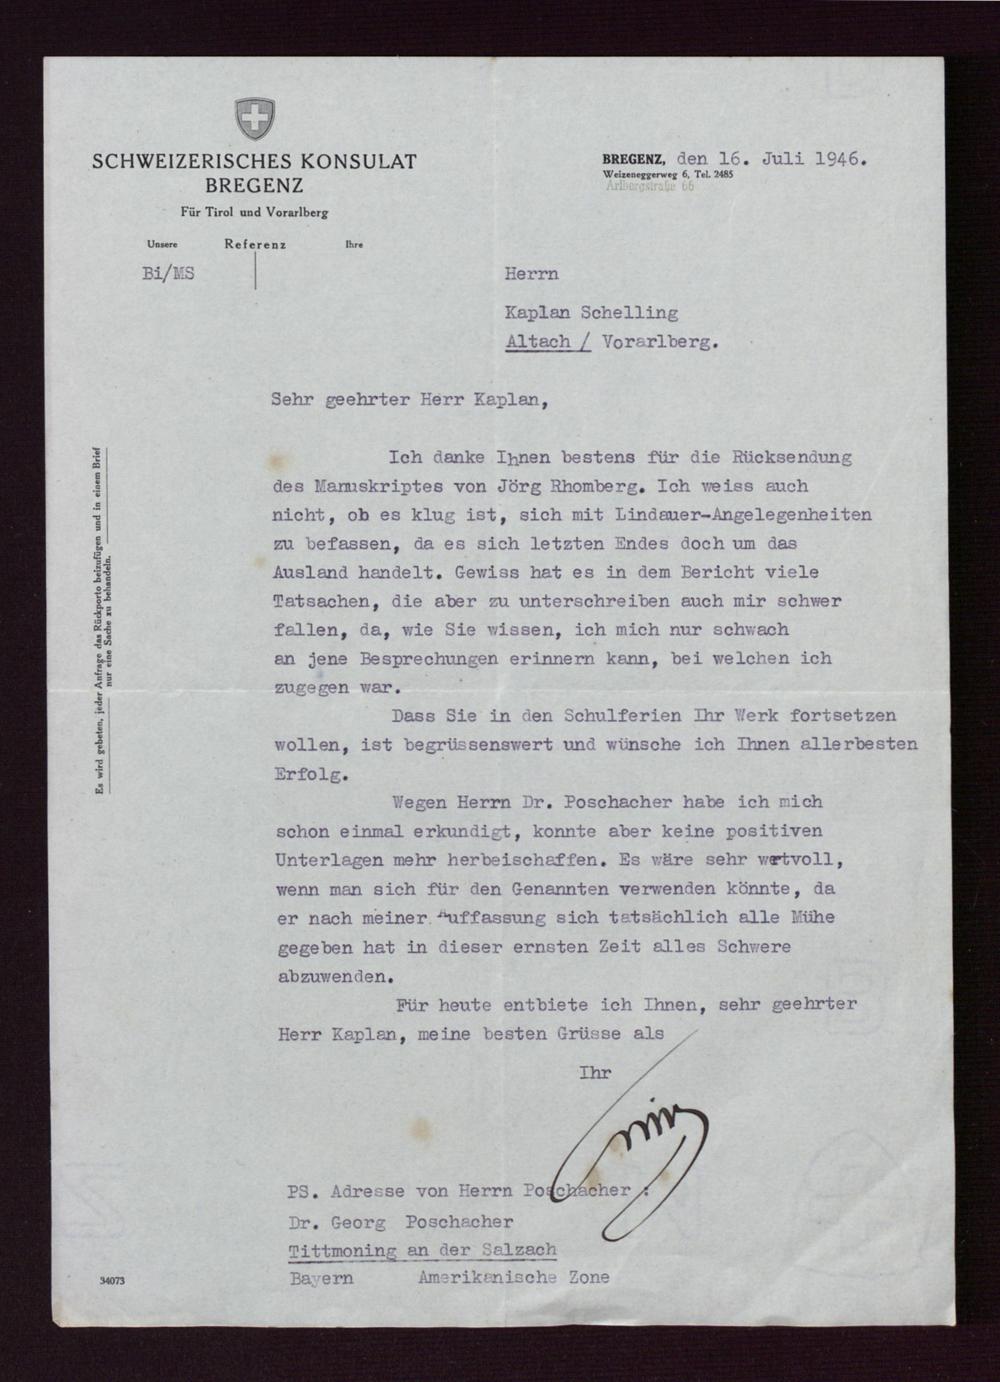 SCHWEIZERISCHES KONSULAT
BREGENZ
Für Tirol und Vorarlberg
Unsere Referenz Ihre
Bi/MS
BREGENZ, den 16. Juli 1946.
Weizeneggerweg 6, Tel. 2485
Arlbergstraße 66
Herrn
Kaplan Schelling
Altach / Vorarlberg.
Sehr geehrter Herr Kaplan,
Ich danke Ihnen bestens für die Rücksendung
des Manuskriptes von Jörg Rhomberg. Ich weiss auch
nicht, ob es klug ist, sich mit Lindauer-Angelegenheiten
zu befassen, da es sich letzten Endes doch um das
Ausland handelt. Gewiss hat es in dem Bericht viele
Tatsachen, die aber zu unterschreiben auch mir schwer
fallen, da, wie Sie wissen, ich mich nur schwach
an jene Besprechungen erinnern kann, bei welchen ich
zugegen war.
Dass Sie in den Schulferien Ihr Werk fortsetzen
wollen, ist begrüssenswert und wünsche ich Ihnen allerbesten
Erfolg.
Wegen Herrn Dr. Poschacher habe ich mich
schon einmal erkundigt, konnte aber keine positiven
Unterlagen mehr herbeischaffen. Es wäre sehr wertvoll,
wenn man sich für den Genannten verwenden könnte, da
er nach meiner Auffassung sich tatsächlich alle Mühe
gegeben hat in dieser ernsten Zeit alles Schwere
abzuwenden.
Für heute entbiete ich Ihnen, sehr geehrter
Herr Kaplan, meine besten Grüsse als
Ihr
PS. Adresse von Herrn Poschacher :
Dr. Georg Poschacher
Tittmoning an der Salzach
Bayern Amerikanische Zone
Es wird gebeten, jeder Anfrage das Rückporto beizufügen und in einem Brief
nur eine Sache zu behandeln.
34073